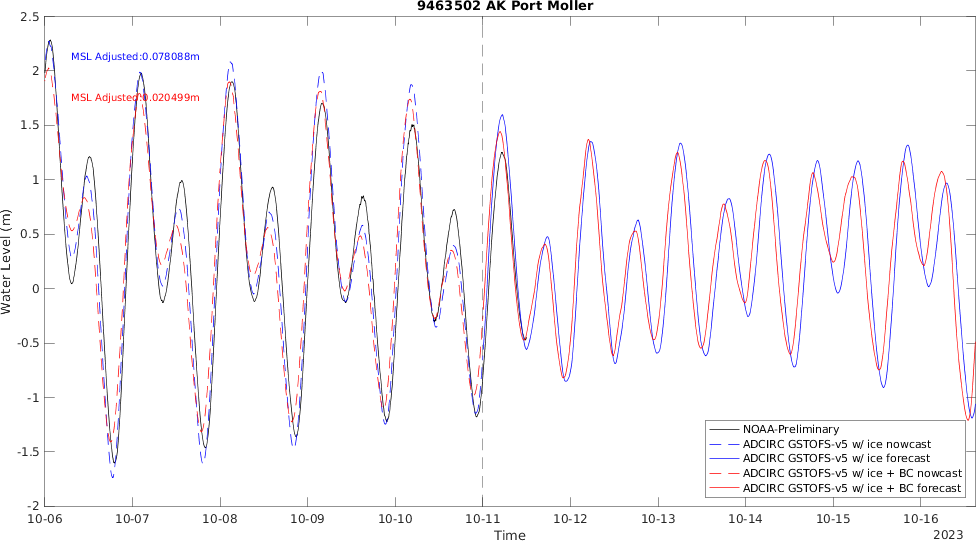 9463502 AK Port Moller
MSL Adjusted:0.078088m
MSL Adjusted:0.020499m
Water Level (m)
2.5
2
1.5
1
0.5
0
-0.5
-1
-1.5
-2
NOAA-Preliminary
ADCIRC GSTOFS-v5 w/ ice nowcast
ADCIRC GSTOFS-v5 w/ ice forecast
ADCIRC GSTOFS-v5 w/ ice + BC nowcast
ADCIRC GSTOFS-v5 w/ ice + BC forecast
10-06 10-07 10-08 10-09 10-10 10-11 10-12 10-13 10-14 10-15 10-16
Time
2023